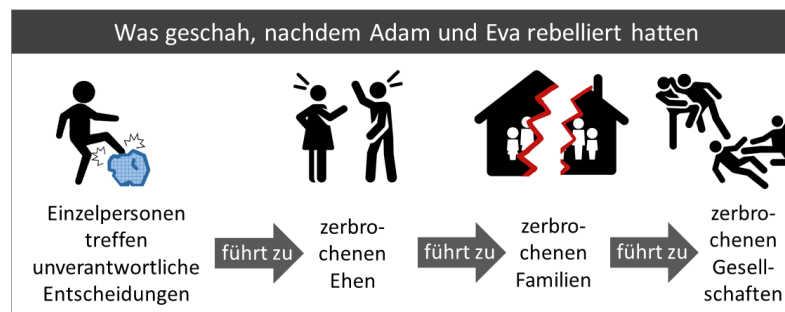 Was geschah, nachdem Adam und Eva rebelliert hatten
Einzelpersonen
treffen
unverantwortliche
Entscheidungen
führt zu
zerbro-
chenen
Ehen
führt zu
zerbro-
chenen
Familien
führt zu
zerbro-
chenen
Gesell-
schaften